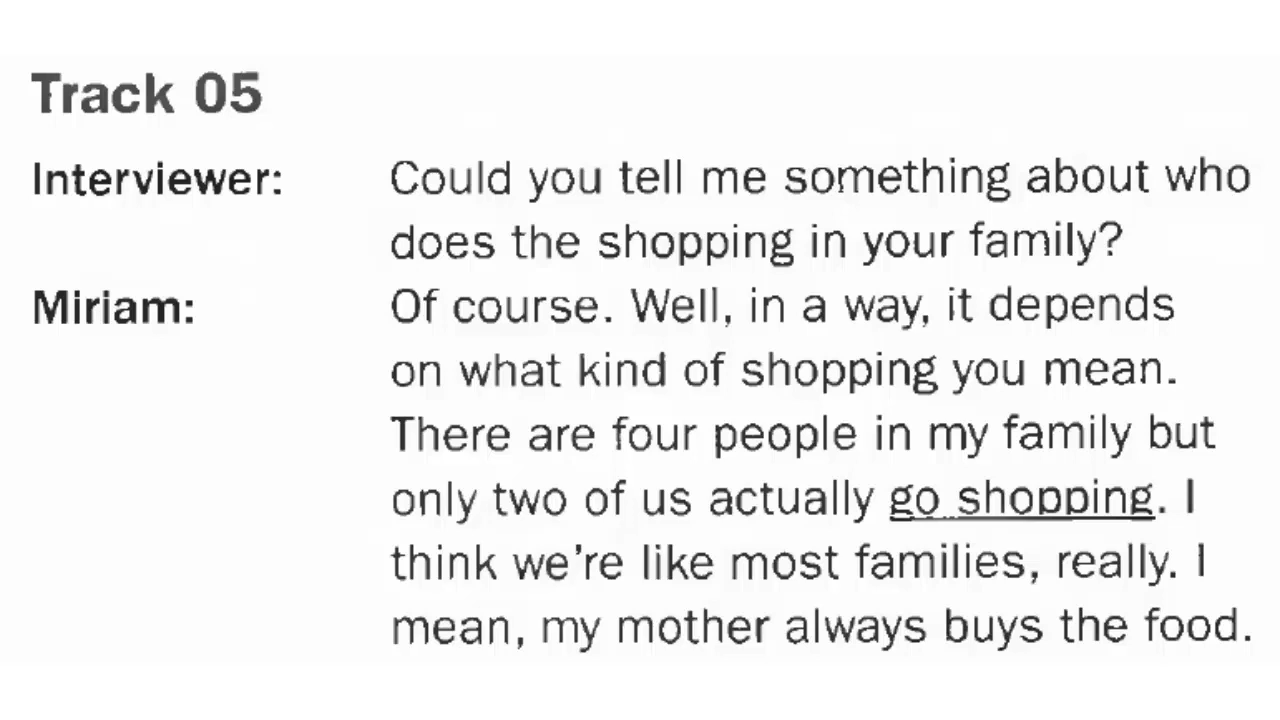 Track 05
Interviewer: Could you tell me something about who
does the shopping in your family?
Miriam: Of course. Well, in a way, it depends
on what kind of shopping you mean.
There are four people in my family but
only two of us actually go shopping. I
think we're like most families, really. I
mean, my mother always buys the food.